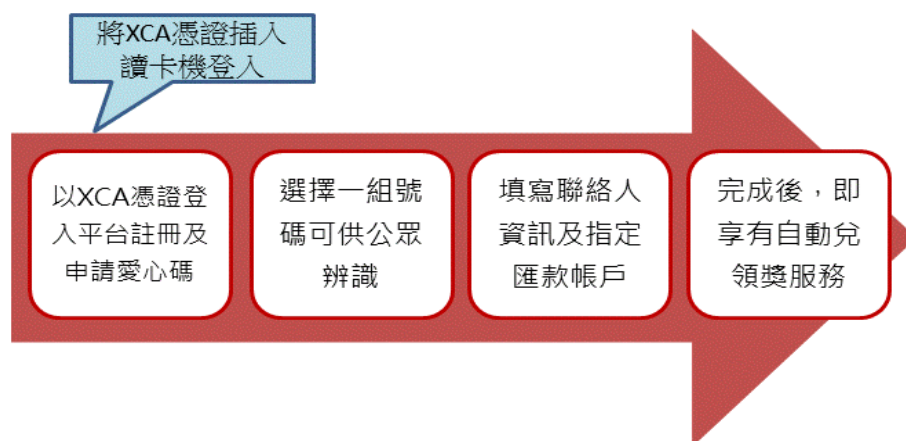 將XCA憑證插入
讀卡機登入
以XCA憑證登
入平台註冊及
申請愛心碼
選擇一組號
碼可供公眾
辨識
填寫聯絡人
資訊及指定
匯款帳戶
完成後，即
享有自動兌
領獎服務